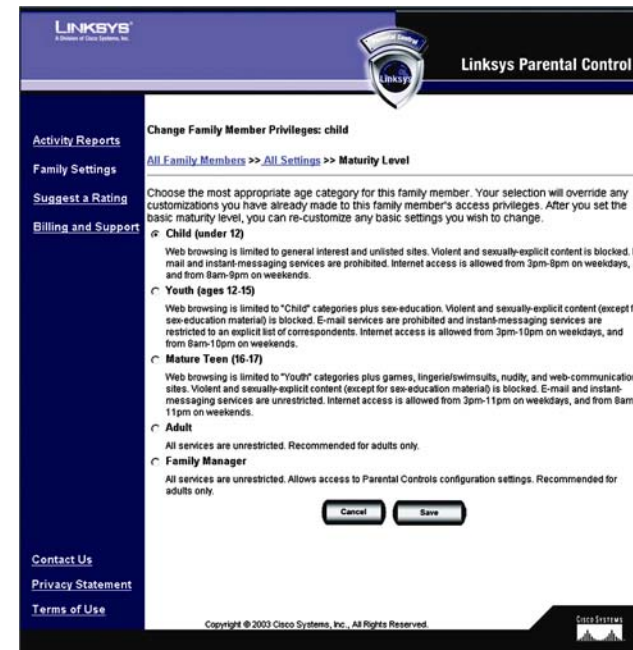 LINKSYS®
A Division of Cisco Systems, Inc.
Parental Control
Linksys
Linksys Parental Control
Activity Reports
Family Settings
Suggest a Rating
Billing and Support
Change Family Member Privileges: child
All Family Members >> All Settings >> Maturity Level
Choose the most appropriate age category for this family member. Your selection will override any
customizations you have already made to this family member's access privileges. After you set the
basic maturity level, you can re-customize any basic settings you wish to change.
Child (under 12)
Web browsing is limited to general interest and unlisted sites. Violent and sexually-explicit content is blocked.
mail and instant-messaging services are prohibited. Internet access is allowed from 3pm-8pm on weekdays,
and from 8am-9pm on weekends.
Youth (ages 12-15)
Web browsing is limited to "Child" categories plus sex-education. Violent and sexually-explicit content (except f
sex-education material) is blocked. E-mail services are prohibited and instant-messaging services are
restricted to an explicit list of correspondents. Internet access is allowed from 3pm-10pm on weekdays, and
from 8am-10pm on weekends.
Mature Teen (16-17)
Web browsing is limited to "Youth" categories plus games, lingerie/swimsuits, nudity, and web-communication
sites. Violent and sexually-explicit content (except for sex-education material) is blocked. E-mail and instant-
messaging services are unrestricted. Internet access is allowed from 3pm-11pm on weekdays, and from 8am
11pm on weekends.
Adult
All services are unrestricted. Recommended for adults only.
Family Manager
All services are unrestricted. Allows access to Parental Controls configuration settings. Recommended for
adults only.
Cancel
Save
Contact Us
Privacy Statement
Terms of Use
Copyright © 2003 Cisco Systems, Inc., All Rights Reserved.
CISCO SYSTEMS